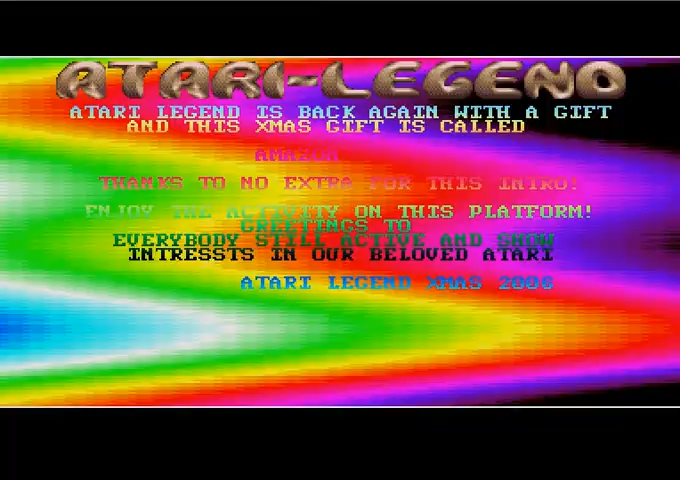 ATARI-LEGEND
ATARI LEGEND IS BACK AGAIN WITH A GIFT
AND THIS XMAS GIFT IS CALLED
AMAZON
THANKS TO NO EXTRA FOR THIS INTRO!
ENJOY THE ACTIVITY ON THIS PLATFORM!
GREETINGS TO
EVERYBODY STILL ACTIVE AND SHOW
INTRESSTS IN OUR BELOVED ATARI
ATARI LEGEND XMAS 2006